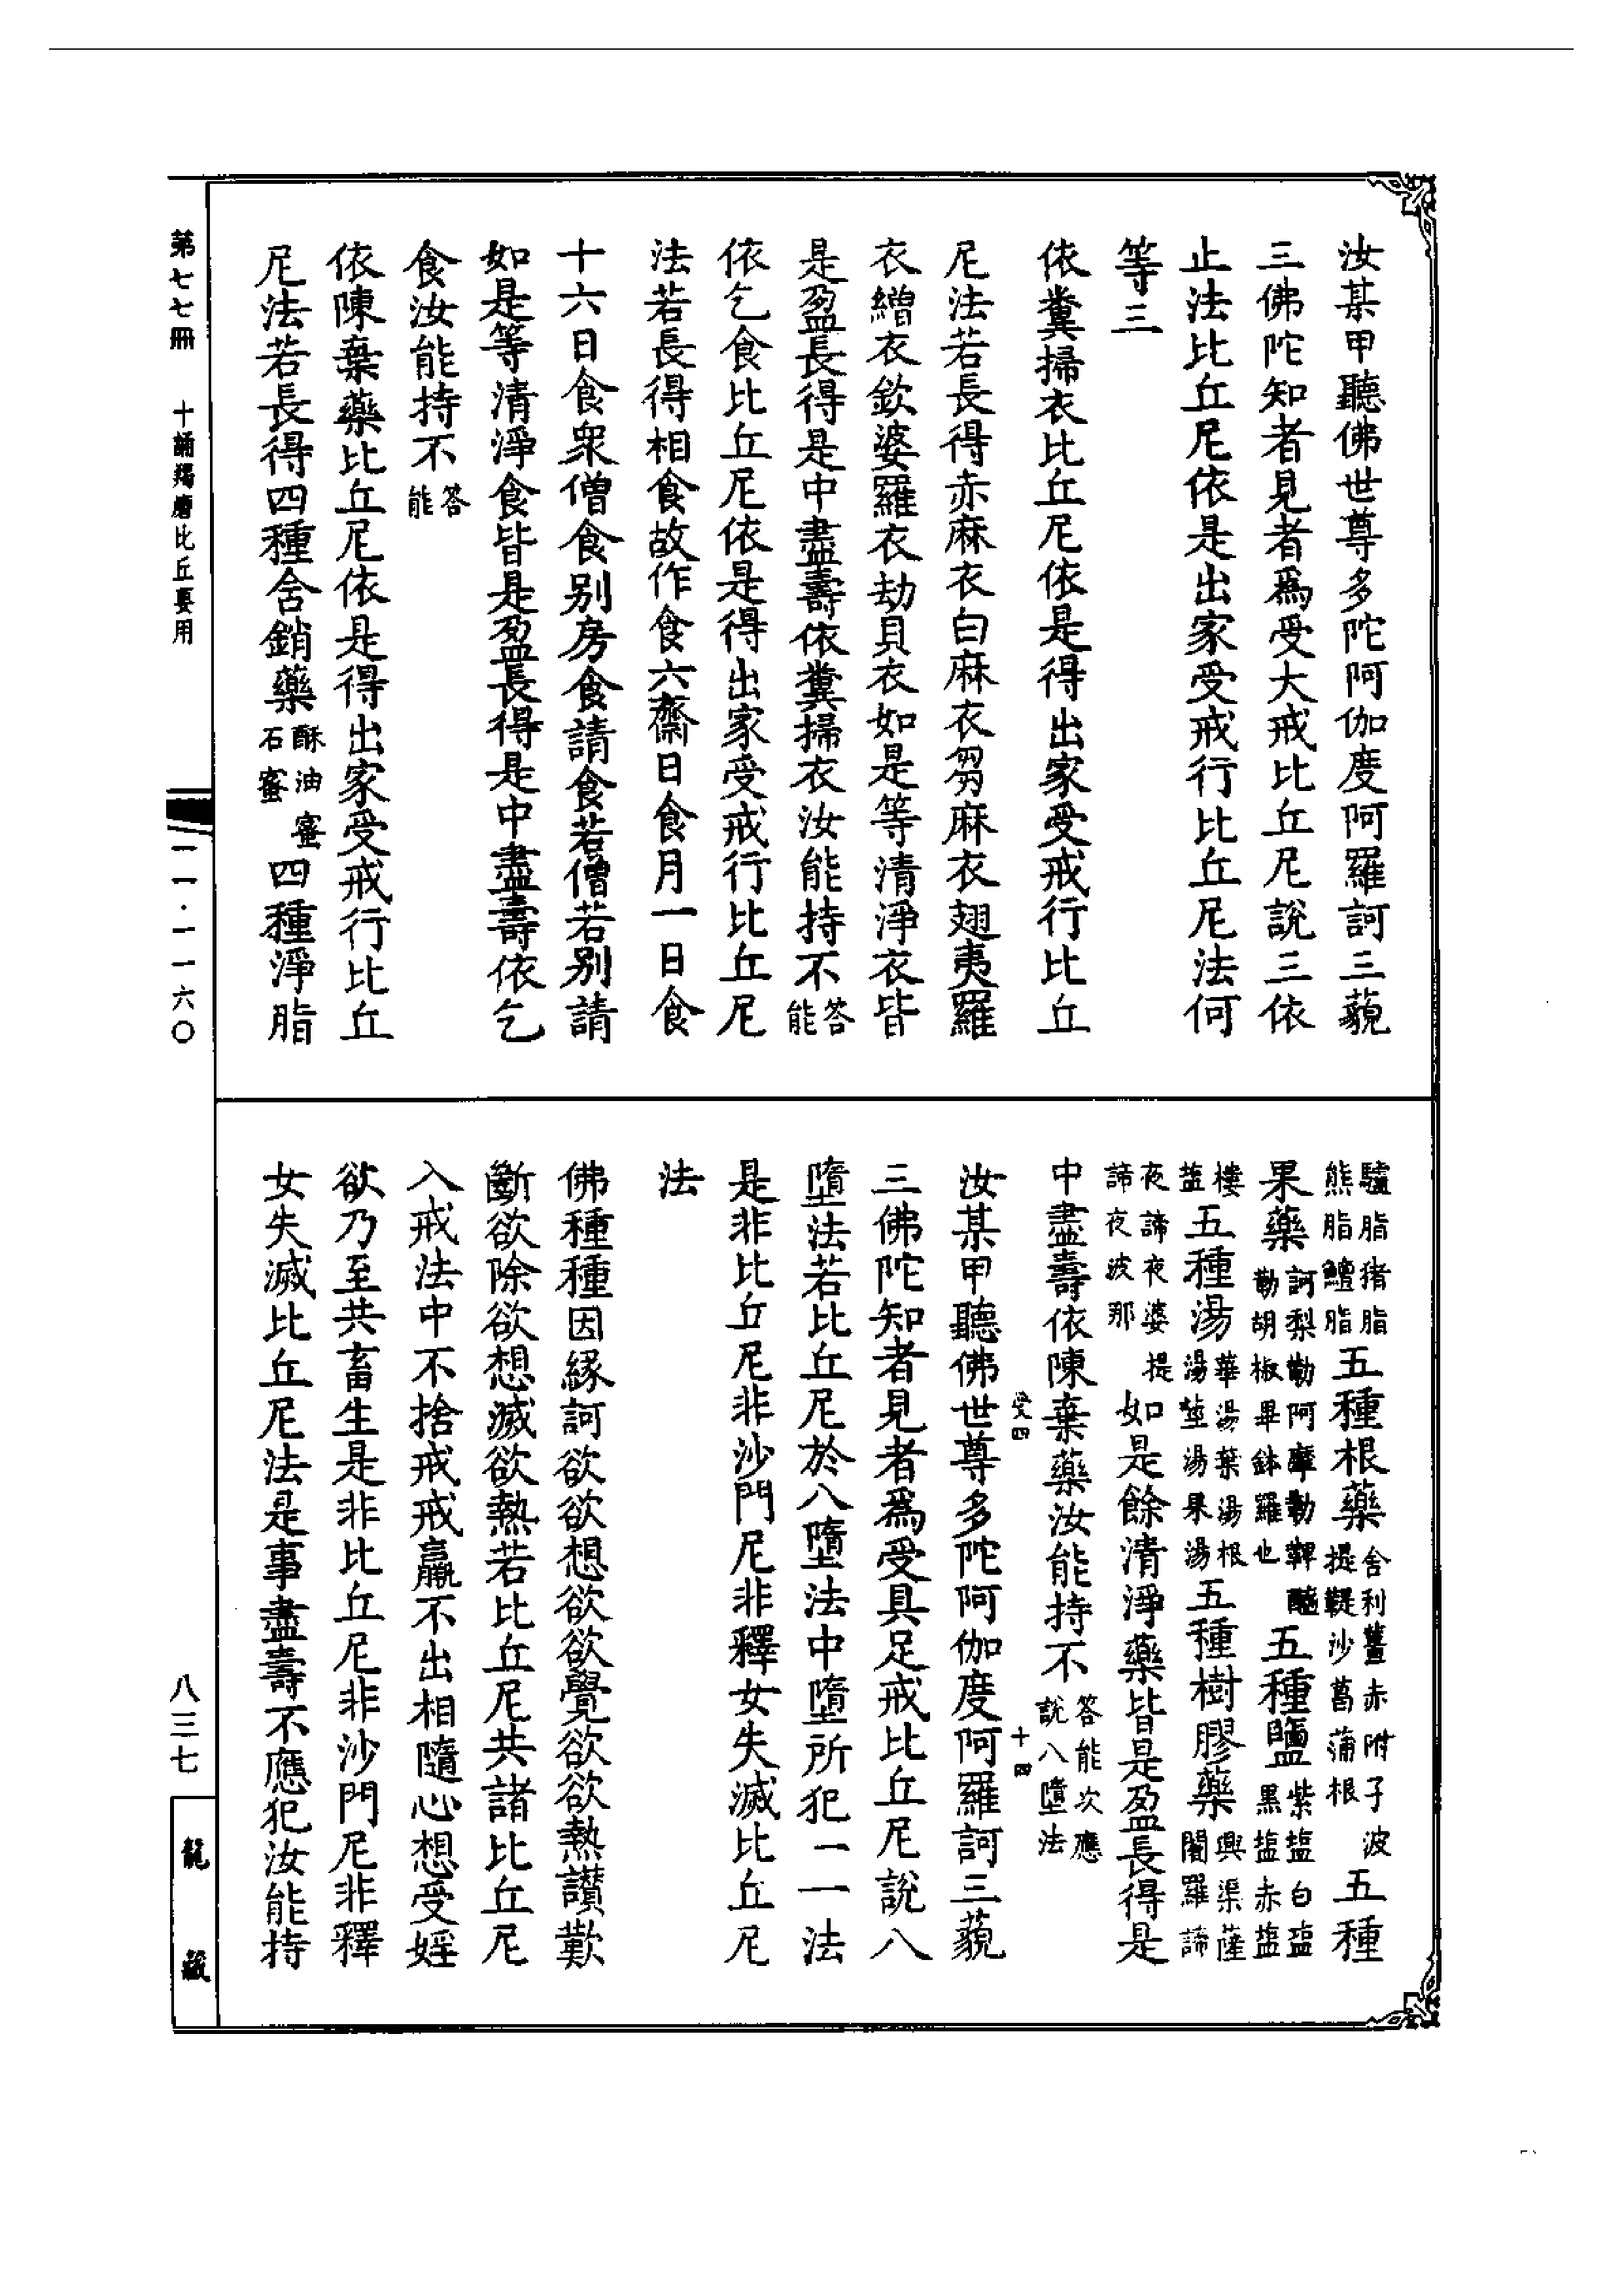 汝某甲聽佛世尊多陀阿伽度阿羅訶三藐
三佛陀知者見者爲受大戒比丘尼說三依
止法比丘尼依是出家受戒行比丘尼法何
等三
依糞掃衣比丘尼依是得出家受戒行比丘
尼法若長得赤麻衣白麻衣芻麻衣翅夷羅
衣繒衣欽婆羅衣劫貝衣如是等清淨衣皆
是盈長得是中盡壽依糞掃衣汝能持不答能
依乞食比丘尼依是得出家受戒行比丘尼
法若長得相食故作食六齋日食月一日食
十六日食衆僧食别房食請食若僧若别請
如是等清淨食皆是盈長得是中盡壽依乞
食汝能持不答能
依陳棄藥比丘尼依是得出家受戒行比丘
尼法若長得四種含銷藥酥油蜜石蜜四種淨脂
驢脂猪脂熊脂鱣脂五種根藥舍利薑赤附子波提鞮沙菖蒲根五種
果藥訶梨勒阿摩勒鞞醯勒胡椒畢鉢羅也五種鹽紫塩白塩黑塩赤塩
樓塩五種湯華湯葉湯根湯莖湯果湯五種樹膠藥興渠薩闍羅諦
夜諦夜婆提諦夜波那如是餘清淨藥皆是盈長得是
中盡壽依陳棄藥汝能持不答能次應說八墮法
受四 十四
汝某甲聽佛世尊多陀阿伽度阿羅訶三藐
三佛陀知者見者爲受具足戒比丘尼說八
墮法若比丘尼於八墮法中墮所犯一一法
是非比丘尼非沙門尼非釋女失滅比丘尼
法
佛種種因緣訶欲欲想欲欲覺欲欲熱讃歎
斷欲除欲想滅欲熱若比丘尼共諸比丘尼
入戒法中不捨戒戒羸不出相隨心想受婬
欲乃至共畜生是非比丘尼非沙門尼非釋
女失滅比丘尼法是事盡壽不應犯汝能持
第七七冊 十誦羯磨比丘要用
一一·一一六〇
八三七
龍藏